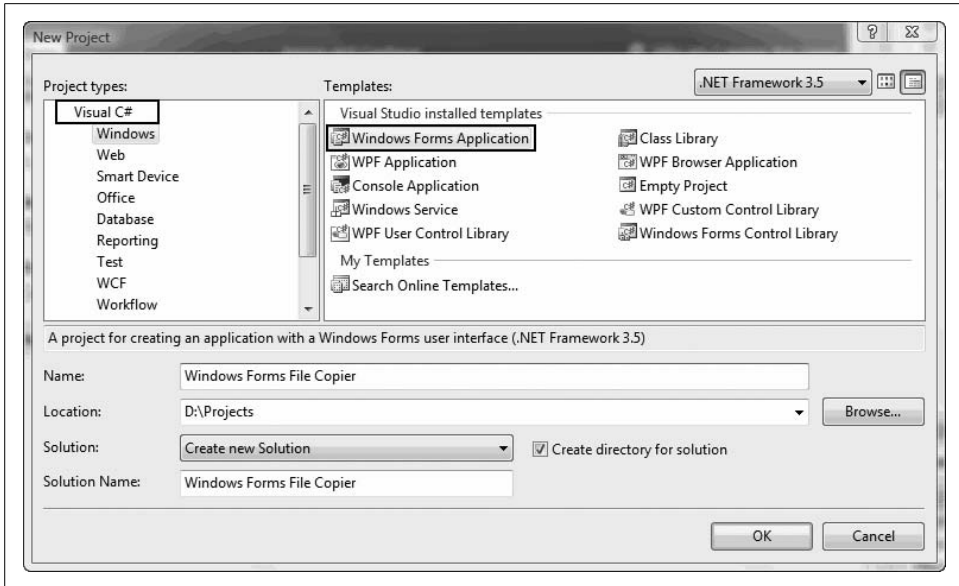 New Project
Project types:
Templates:
.NET Framework 3.5
Visual C#
Windows
Web
Smart Device
Office
Database
Reporting
Test
WCF
Workflow
Visual Studio installed templates
Windows Forms Application
WPF Application
Console Application
Windows Service
WPF User Control Library
Class Library
WPF Browser Application
Empty Project
WPF Custom Control Library
Windows Forms Control Library
My Templates
Search Online Templates...
A project for creating an application with a Windows Forms user interface (.NET Framework 3.5)
Name: Windows Forms File Copier
Location: D:\Projects Browse...
Solution: Create new Solution Create directory for solution
Solution Name: Windows Forms File Copier
OK Cancel